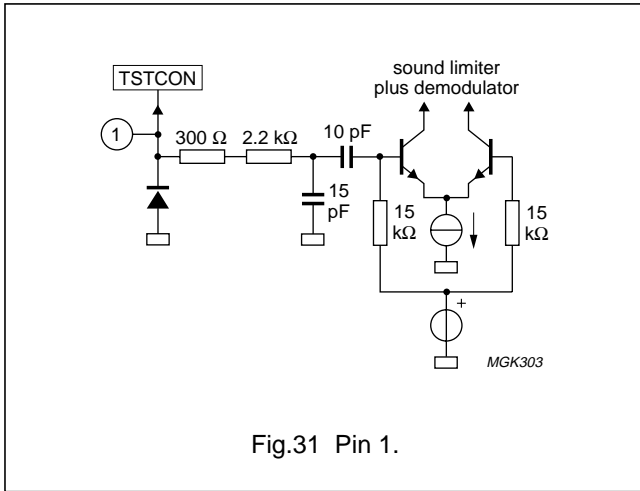 TSTCON
sound limiter
plus demodulator
1
300 Ω
2.2 kΩ
10 pF
15
pF
15
kΩ
15
kΩ
+
MGK303
Fig.31 Pin 1.